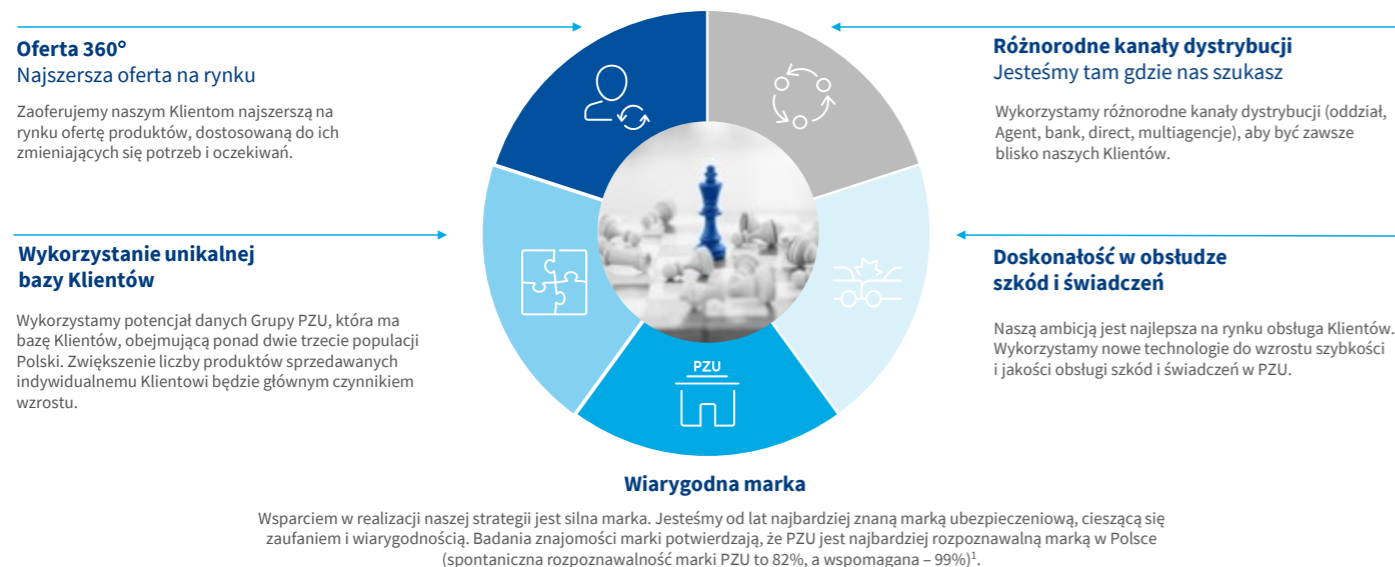 Oferta 360°
Najszersza oferta na rynku
Zaoferujemy naszym Klientom najszerszą na
rynku ofertę produktów, dostosowaną do ich
zmieniających się potrzeb i oczekiwań.
Różnorodne kanały dystrybucji
Jesteśmy tam gdzie nas szukasz
Wykorzystamy różnorodne kanały dystrybucji (oddział,
Agent, bank, direct, multiagencje), aby być zawsze
blisko naszych Klientów.
Wykorzystanie unikalnej
bazy Klientów
Wykorzystamy potencjał danych Grupy PZU, która ma
bazę Klientów, obejmującą ponad dwie trzecie populacji
Polski. Zwiększenie liczby produktów sprzedawanych
indywidualnemu Klientowi będzie głównym czynnikiem
wzrostu.
Doskonałość w obsłudze
szkód i świadczeń
Naszą ambicją jest najlepsza na rynku obsługa Klientów.
Wykorzystamy nowe technologie do wzrostu szybkości
i jakości obsługi szkód i świadczeń w PZU.
PZU
Wiarygodna marka
Wsparciem w realizacji naszej strategii jest silna marka. Jesteśmy od lat najbardziej znaną marką ubezpieczeniową, cieszącą się
zaufaniem i wiarygodnością. Badania znajomości marki potwierdzają, że PZU jest najbardziej rozpoznawalną marką w Polsce
(spontaniczna rozpoznawalność marki PZU to 82%, a wspomagana – 99%)¹.